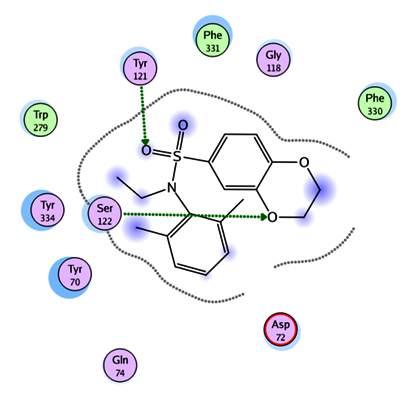 Phe
331
Tyr
121
Gly
118
Phe
330
Trp
279
O
O
S
O
N
Tyr
334
Ser
122
O
Tyr
70
Asp
72
Gln
74